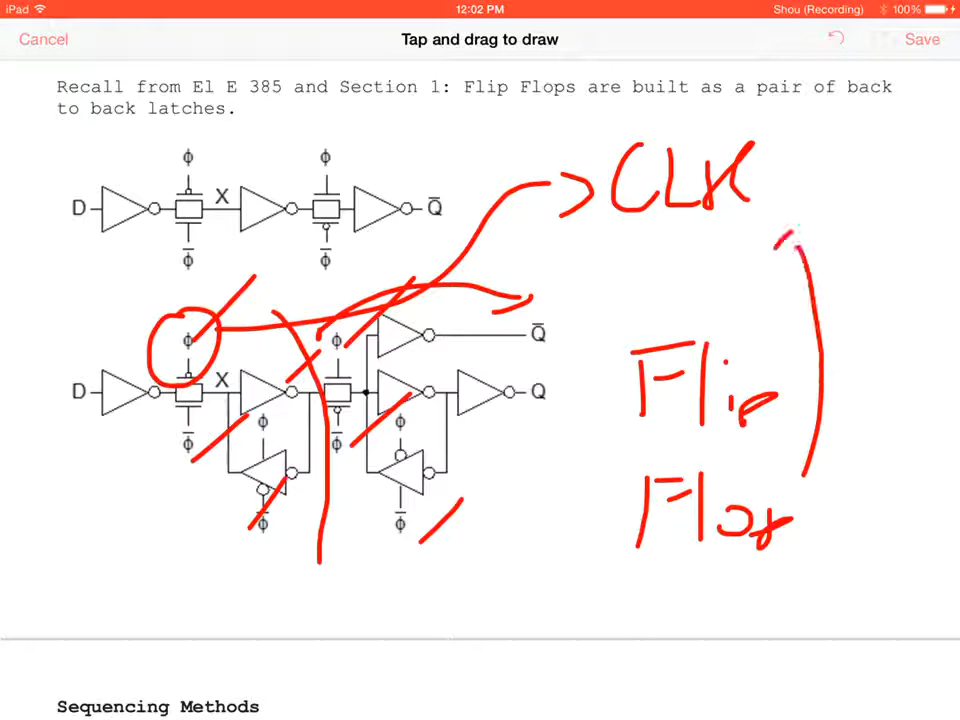 iPad 12:02 PM Shou (Recording) 100%
Cancel Tap and drag to draw Save
Recall from El E 385 and Section 1: Flip Flops are built as a pair of back
to back latches.
ϕ ϕ
CLK
D X Q̅
ϕ̅ ϕ̅
ϕ ϕ Q̅
Flip
D X Q
ϕ ϕ
ϕ̅ ϕ̅
Flop
ϕ̅ ϕ̅
Sequencing Methods